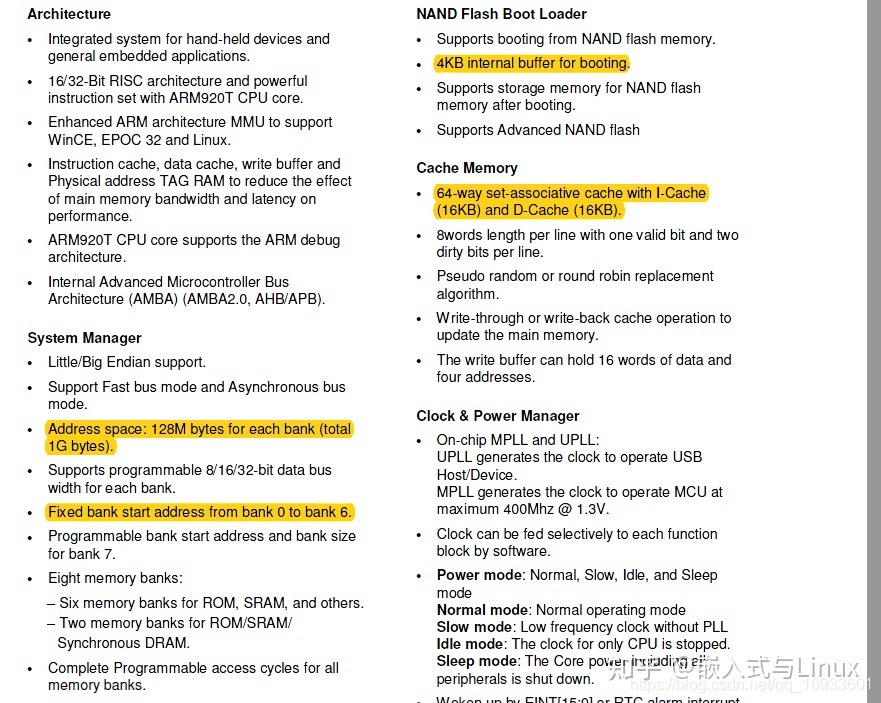 Architecture
• Integrated system for hand-held devices and
general embedded applications.
• 16/32-Bit RISC architecture and powerful
instruction set with ARM920T CPU core.
• Enhanced ARM architecture MMU to support
WinCE, EPOC 32 and Linux.
• Instruction cache, data cache, write buffer and
Physical address TAG RAM to reduce the effect
of main memory bandwidth and latency on
performance.
• ARM920T CPU core supports the ARM debug
architecture.
• Internal Advanced Microcontroller Bus
Architecture (AMBA) (AMBA2.0, AHB/APB).
System Manager
• Little/Big Endian support.
• Support Fast bus mode and Asynchronous bus
mode.
• Address space: 128M bytes for each bank (total
1G bytes).
• Supports programmable 8/16/32-bit data bus
width for each bank.
• Fixed bank start address from bank 0 to bank 6.
• Programmable bank start address and bank size
for bank 7.
• Eight memory banks:
– Six memory banks for ROM, SRAM, and others.
– Two memory banks for ROM/SRAM/
Synchronous DRAM.
• Complete Programmable access cycles for all
memory banks.
NAND Flash Boot Loader
• Supports booting from NAND flash memory.
• 4KB internal buffer for booting.
• Supports storage memory for NAND flash
memory after booting.
• Supports Advanced NAND flash
Cache Memory
• 64-way set-associative cache with I-Cache
(16KB) and D-Cache (16KB).
• 8words length per line with one valid bit and two
dirty bits per line.
• Pseudo random or round robin replacement
algorithm.
• Write-through or write-back cache operation to
update the main memory.
• The write buffer can hold 16 words of data and
four addresses.
Clock & Power Manager
• On-chip MPLL and UPLL:
UPLL generates the clock to operate USB
Host/Device.
MPLL generates the clock to operate MCU at
maximum 400Mhz @ 1.3V.
• Clock can be fed selectively to each function
block by software.
• Power mode: Normal, Slow, Idle, and Sleep
mode
Normal mode: Normal operating mode
Slow mode: Low frequency clock without PLL
Idle mode: The clock for only CPU is stopped.
Sleep mode: The Core power including all
peripherals is shut down.
• Woken up by EINT[15:0] or RTC alarm interrupt
知乎 @嵌入式与Linux
https://blog.csdn.net/qq_16933601